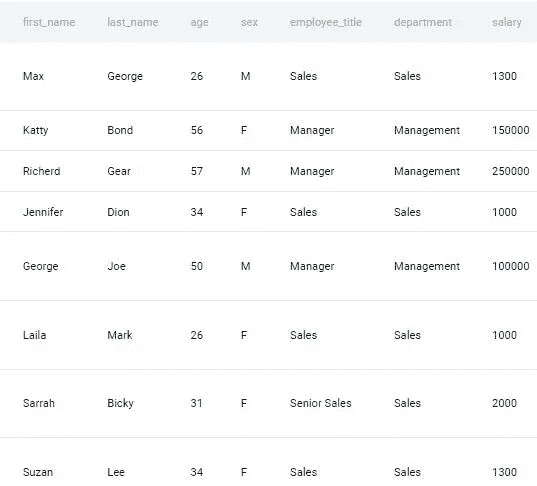 first_name last_name age sex employee_title department salary
Max George 26 M Sales Sales 1300
Katty Bond 56 F Manager Management 150000
Richerd Gear 57 M Manager Management 250000
Jennifer Dion 34 F Sales Sales 1000
George Joe 50 M Manager Management 100000
Laila Mark 26 F Sales Sales 1000
Sarrah Bicky 31 F Senior Sales Sales 2000
Suzan Lee 34 F Sales Sales 1300